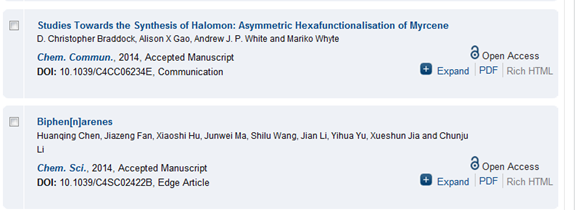 Studies Towards the Synthesis of Halomon: Asymmetric Hexafunctionalisation of Myrcene
D. Christopher Braddock, Alison X Gao, Andrew J. P. White and Mariko Whyte
Chem. Commun., 2014, Accepted Manuscript
Open Access
DOI: 10.1039/C4CC06234E, Communication
Expand | PDF | Rich HTML
Biphen[n]arenes
Huanqing Chen, Jiazeng Fan, Xiaoshi Hu, Junwei Ma, Shilu Wang, Jian Li, Yihua Yu, Xueshun Jia and Chunju
Li
Chem. Sci., 2014, Accepted Manuscript
Open Access
DOI: 10.1039/C4SC02422B, Edge Article
Expand | PDF | Rich HTML